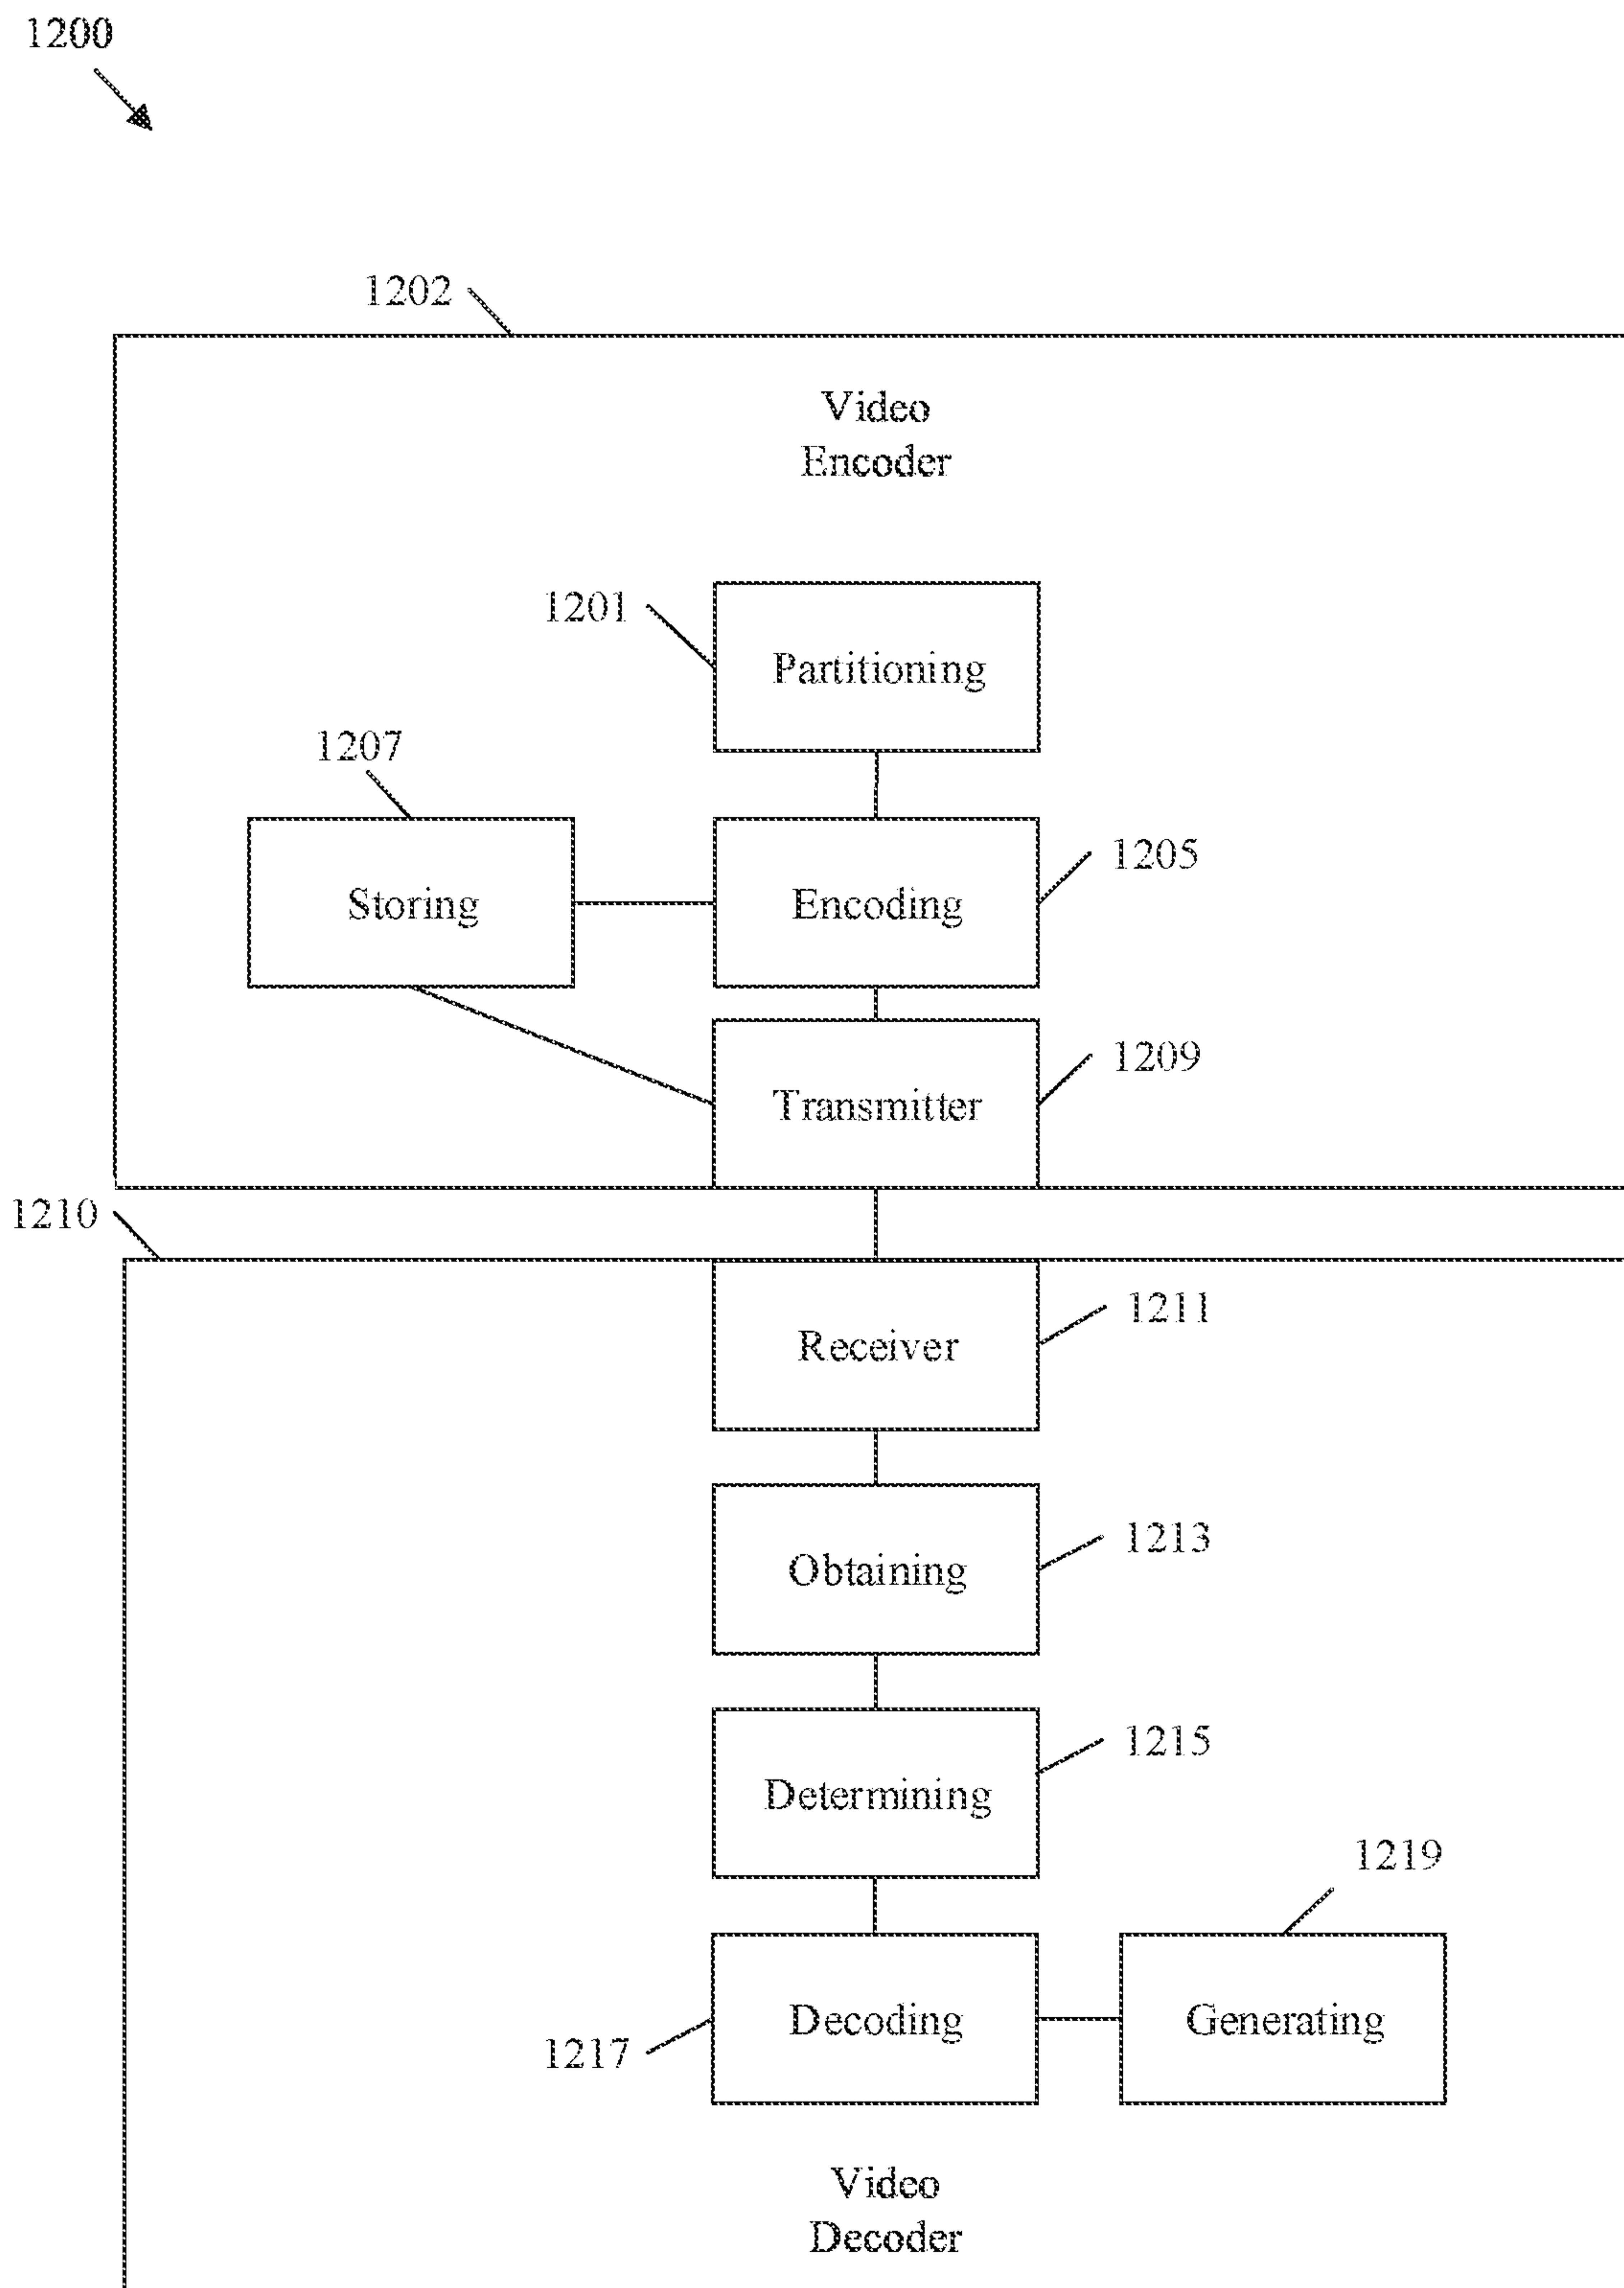 1200
1202
Video
Encoder
1201
Partitioning
1207
Storing
Encoding
1205
Transmitter
1209
1210
Receiver
1211
Obtaining
1213
Determining
1215
1219
Decoding
Generating
1217
Video
Decoder